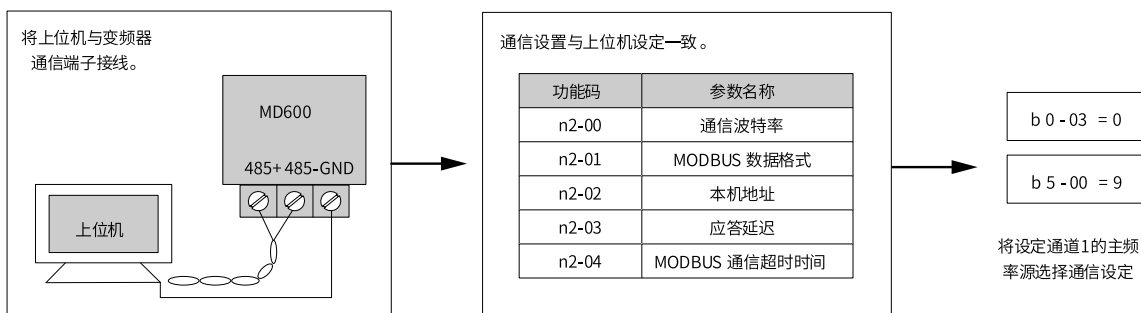 将上位机与变频器
通信端子接线。
MD600
485+ 485-GND
上位机
通信设置与上位机设定一致。
功能码 参数名称
n2-00 通信波特率
n2-01 MODBUS 数据格式
n2-02 本机地址
n2-03 应答延迟
n2-04 MODBUS 通信超时时间
b 0 - 03 = 0
b 5 - 00 = 9
将设定通道1的主频
率源选择通信设定